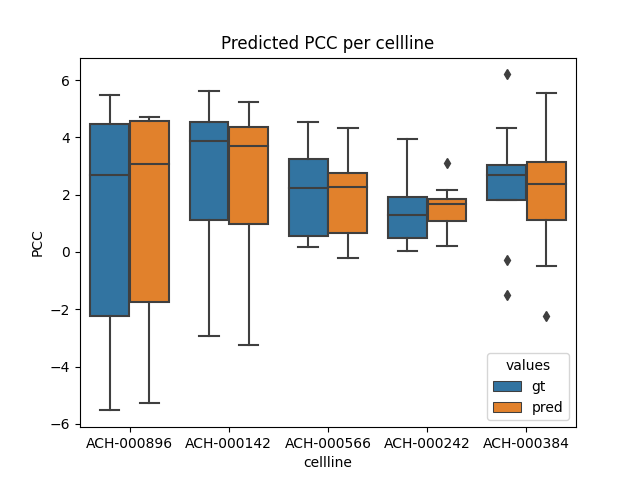 Predicted PCC per cellline
PCC
6
4
2
0
−2
−4
−6
ACH-000896 ACH-000142 ACH-000566 ACH-000242 ACH-000384
cellline
values
gt
pred